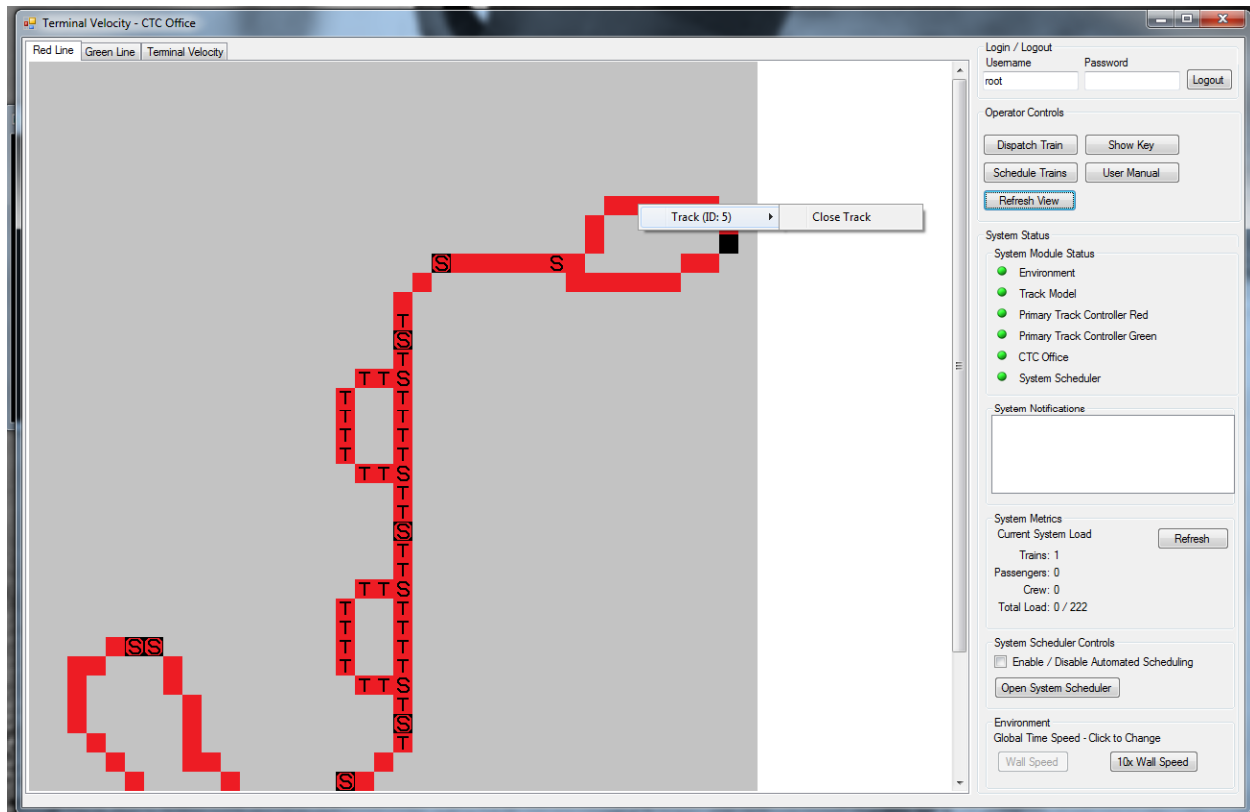 Terminal Velocity - CTC Office
Red Line Green Line Terminal Velocity
Track (ID: 5) Close Track
S S
T
S
T
T T S
T T
T T
T T
T T
T T S
T
T
S
T
T
T T S
T T
T T
SS T T
T T
T T S
T
S
T
S
Login / Logout
Username Password
root Logout
Operator Controls
Dispatch Train Show Key
Schedule Trains User Manual
Refresh View
System Status
System Module Status
Environment
Track Model
Primary Track Controller Red
Primary Track Controller Green
CTC Office
System Scheduler
System Notifications
System Metrics
Current System Load Refresh
Trains: 1
Passengers: 0
Crew: 0
Total Load: 0 / 222
System Scheduler Controls
Enable / Disable Automated Scheduling
Open System Scheduler
Environment
Global Time Speed - Click to Change
Wall Speed 10x Wall Speed